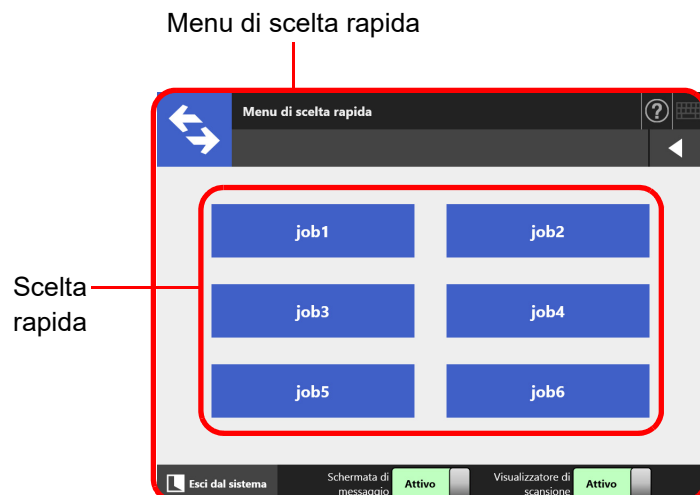 Menu di scelta rapida
Menu di scelta rapida
?
job1 job2
Scelta
rapida
job3 job4
job5 job6
Esci dal sistema
Schermata di
messaggio
Attivo
Visualizzatore di
scansione
Attivo